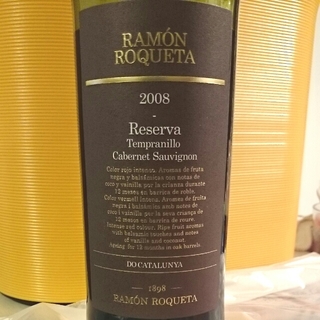 RAMÓN
ROQUETA
2008
-
Reserva
Tempranillo
Cabernet Sauvignon
Color rojo intenso. Aromas de fruta
negra y balsámicos con notas de
coco y vainilla por la crianza durante
12 meses en barrica de roble.
Color vermell intens. Aromes de fruita
negra i balsàmics amb notes de
coco i vainilla per la seva criança de
12 mesos en barrica de roure.
Intense red colour. Ripe fruit aromas
with balsamic touches and notes
of vanilla and coconut.
Ageing for 12 months in oak barrels.
DO CATALUNYA
— 1898 —
RAMÓN ROQUETA